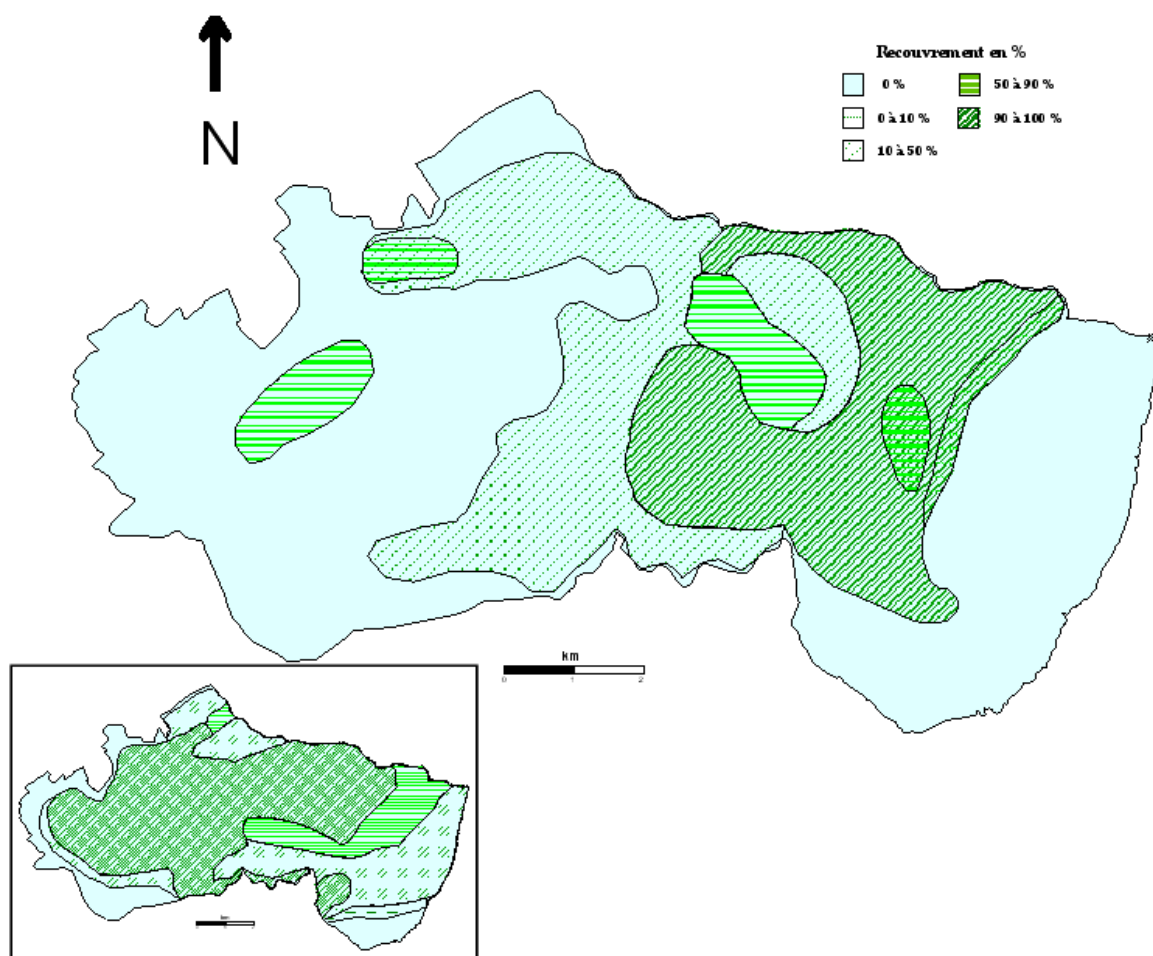 N
Recouvrement en %
0 %
50 à 90 %
0 à 10 %
90 à 100 %
10 à 50 %
km
0 1 2